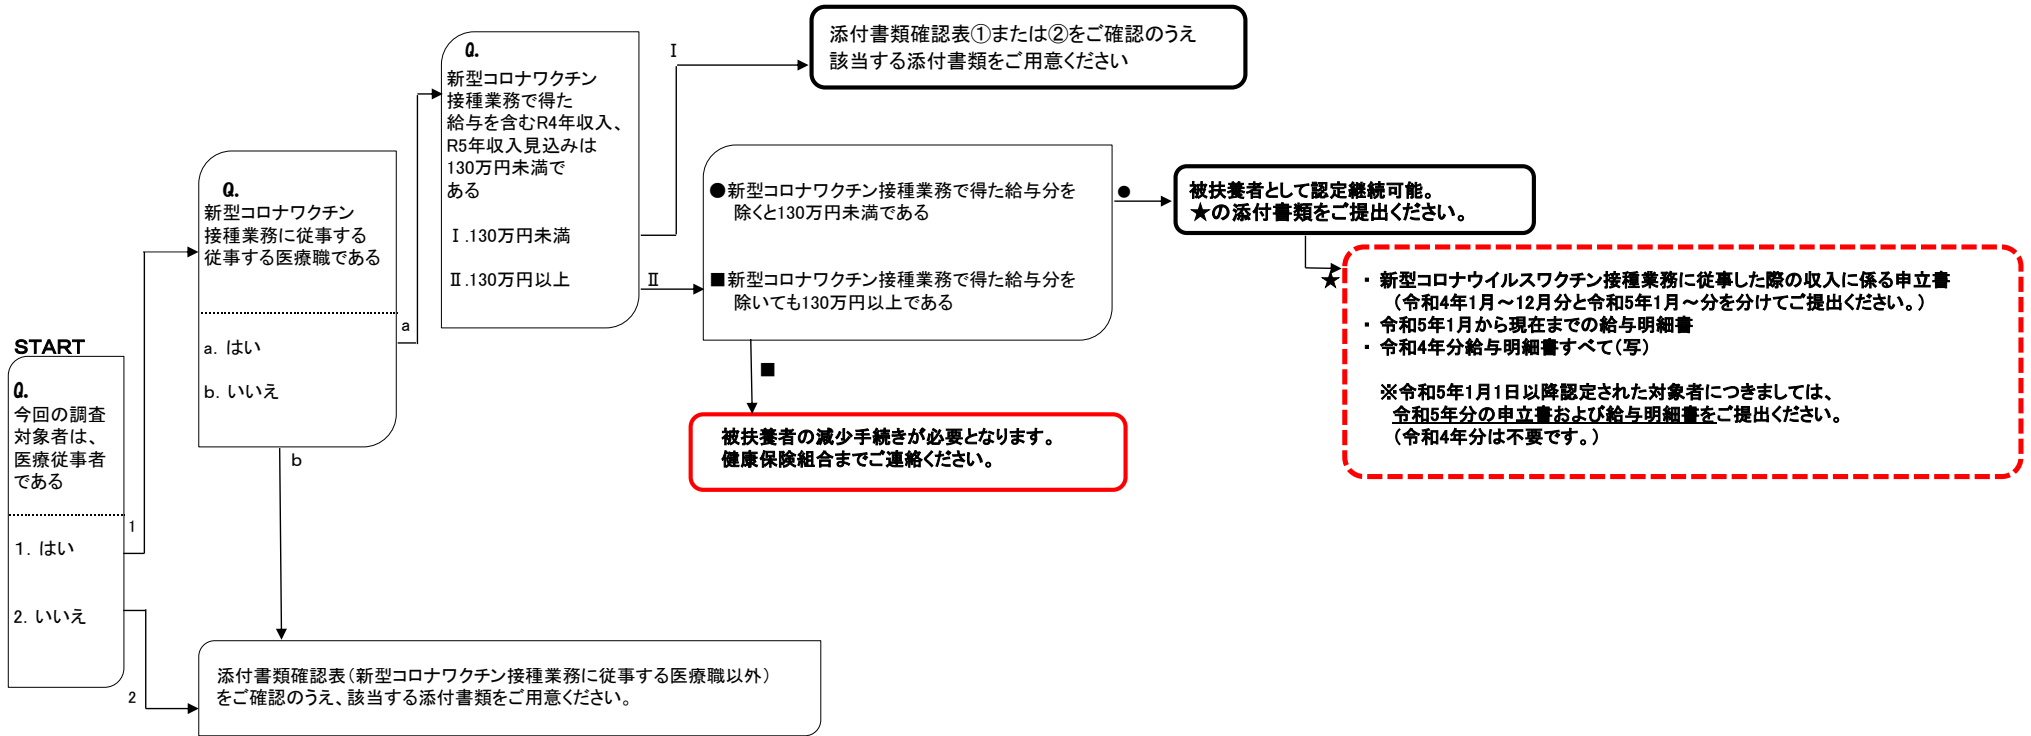 START
Q.
今回の調査
対象者は、
医療従事者
である
1. はい
2. いいえ
1
2
Q.
新型コロナワクチン
接種業務に従事する
従事する医療職である
a. はい
b. いいえ
a
b
Q.
新型コロナワクチン
接種業務で得た
給与を含むR4年収入、
R5年収入見込みは
130万円未満で
ある
Ⅰ.130万円未満
Ⅱ.130万円以上
Ⅰ
Ⅱ
添付書類確認表①または②をご確認のうえ
該当する添付書類をご用意ください
●新型コロナワクチン接種業務で得た給与分を
除くと130万円未満である
■新型コロナワクチン接種業務で得た給与分を
除いても130万円以上である
●
■
被扶養者として認定継続可能。
★の添付書類をご提出ください。
★
・ 新型コロナウイルスワクチン接種業務に従事した際の収入に係る申立書
（令和4年1月～12月分と令和5年1月～分を分けてご提出ください。）
・ 令和5年1月から現在までの給与明細書
・ 令和4年分給与明細書すべて(写)
※令和5年1月1日以降認定された対象者につきましては、
令和5年分の申立書および給与明細書をご提出ください。
（令和4年分は不要です。）
被扶養者の減少手続きが必要となります。
健康保険組合までご連絡ください。
添付書類確認表（新型コロナワクチン接種業務に従事する医療職以外）
をご確認のうえ、該当する添付書類をご用意ください。